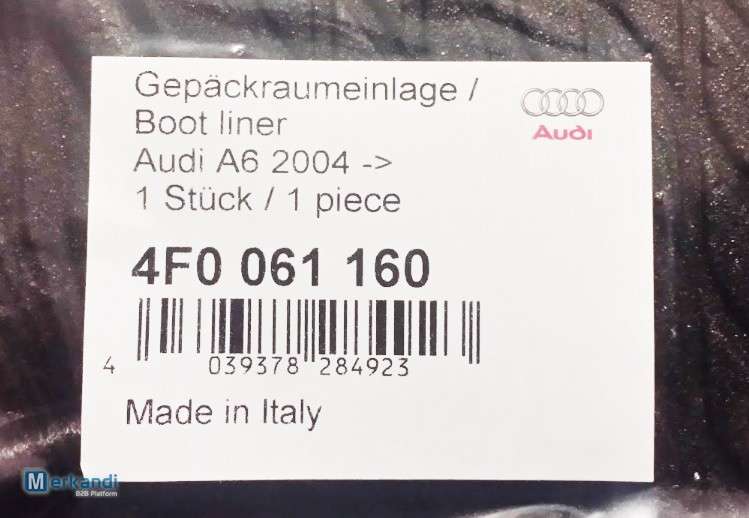 Gepäckraumeinlage /
Boot liner
Audi A6 2004 ->
1 Stück / 1 piece
Audi
4F0 061 160
4 039378 284923
Made in Italy
Merkandi
B2B Platform